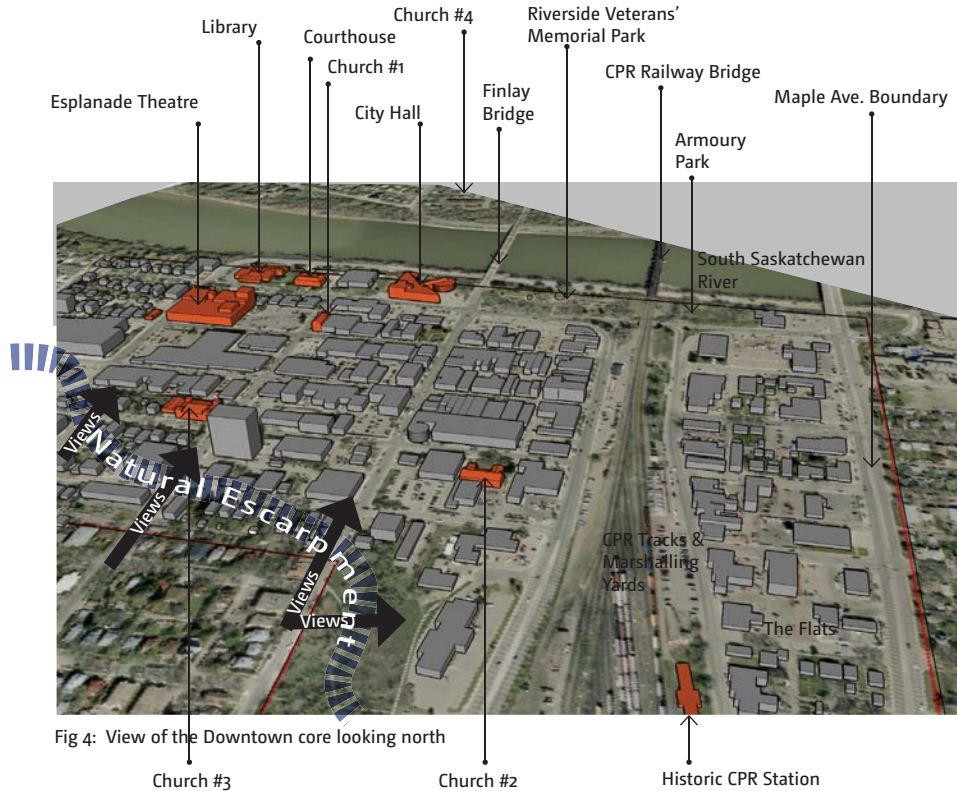 Church #4
Riverside Veterans’
Memorial Park
Library
Courthouse
Church #1
CPR Railway Bridge
Esplanade Theatre
City Hall
Finlay
Bridge
Maple Ave. Boundary
Armoury
Park
South Saskatchewan
River
Views
Natural Escarpment
Views
Views
Views
CPR Tracks &
Marshalling
Yards
The Flats
Fig 4: View of the Downtown core looking north
Church #3
Church #2
Historic CPR Station